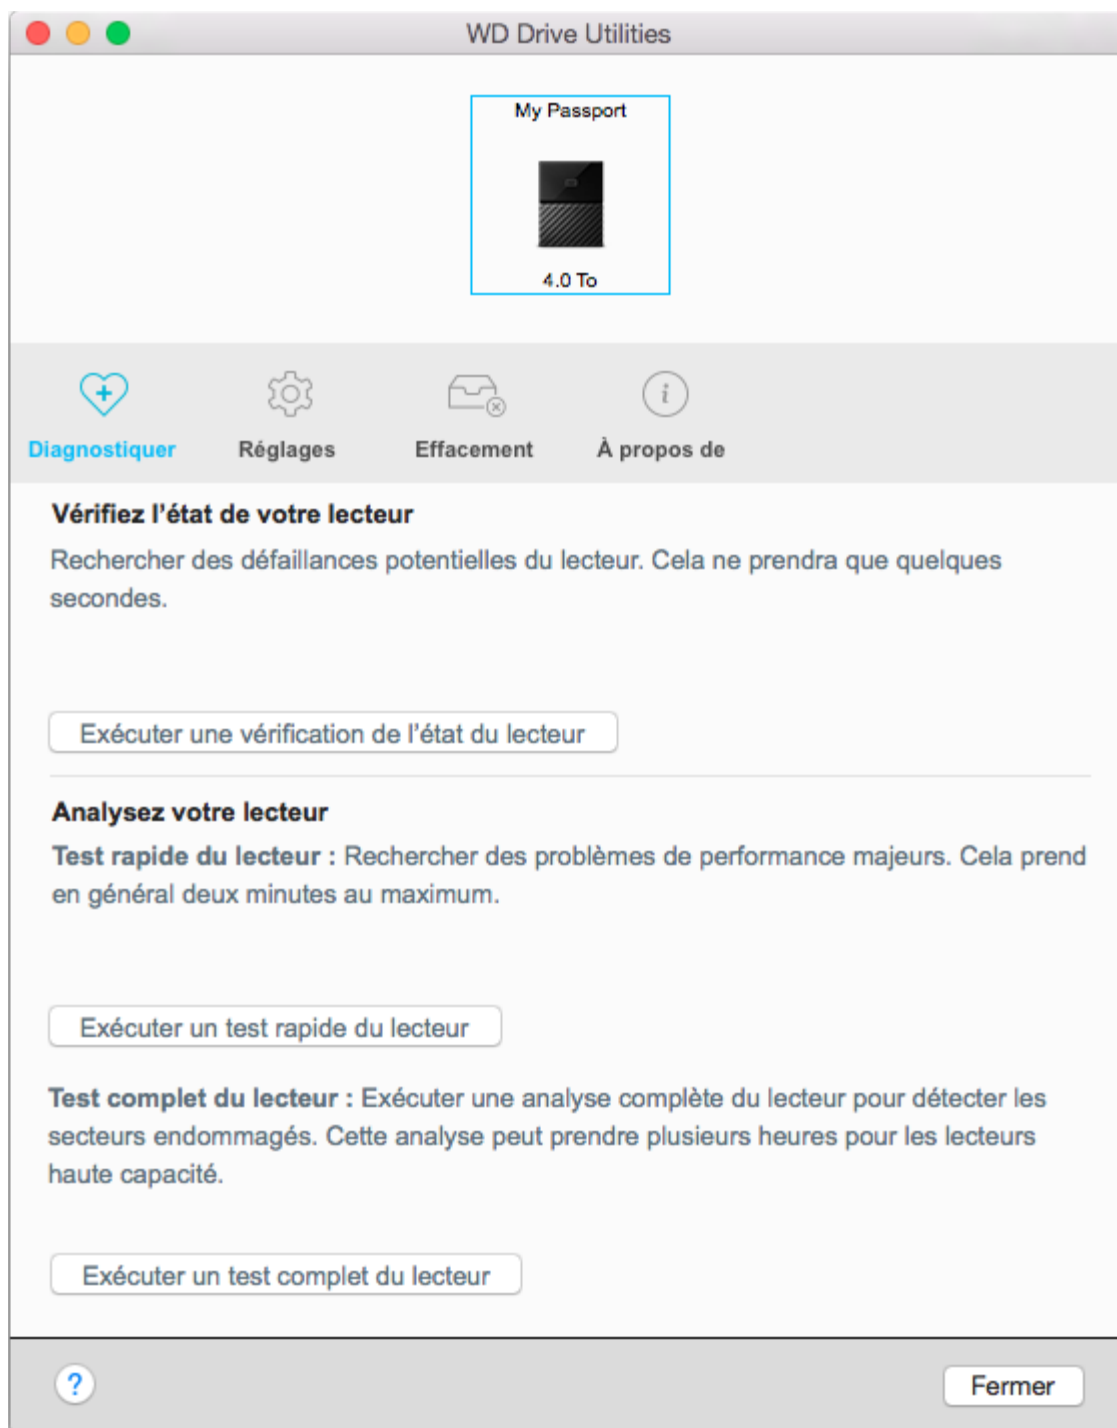 WD Drive Utilities
My Passport
4.0 To
Diagnostiquer
Réglages
Effacement
À propos de
Vérifiez l’état de votre lecteur
Rechercher des défaillances potentielles du lecteur. Cela ne prendra que quelques
secondes.
Exécuter une vérification de l’état du lecteur
Analysez votre lecteur
Test rapide du lecteur : Rechercher des problèmes de performance majeurs. Cela prend
en général deux minutes au maximum.
Exécuter un test rapide du lecteur
Test complet du lecteur : Exécuter une analyse complète du lecteur pour détecter les
secteurs endommagés. Cette analyse peut prendre plusieurs heures pour les lecteurs
haute capacité.
Exécuter un test complet du lecteur
?
Fermer